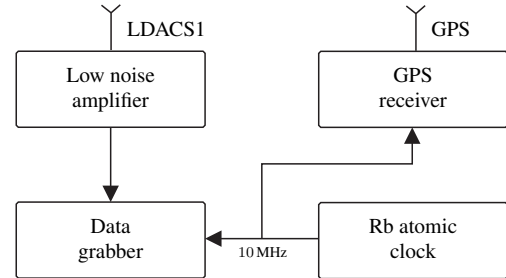 LDACS1
GPS
Low noise
amplifier
GPS
receiver
Data
grabber
10 MHz
Rb atomic
clock